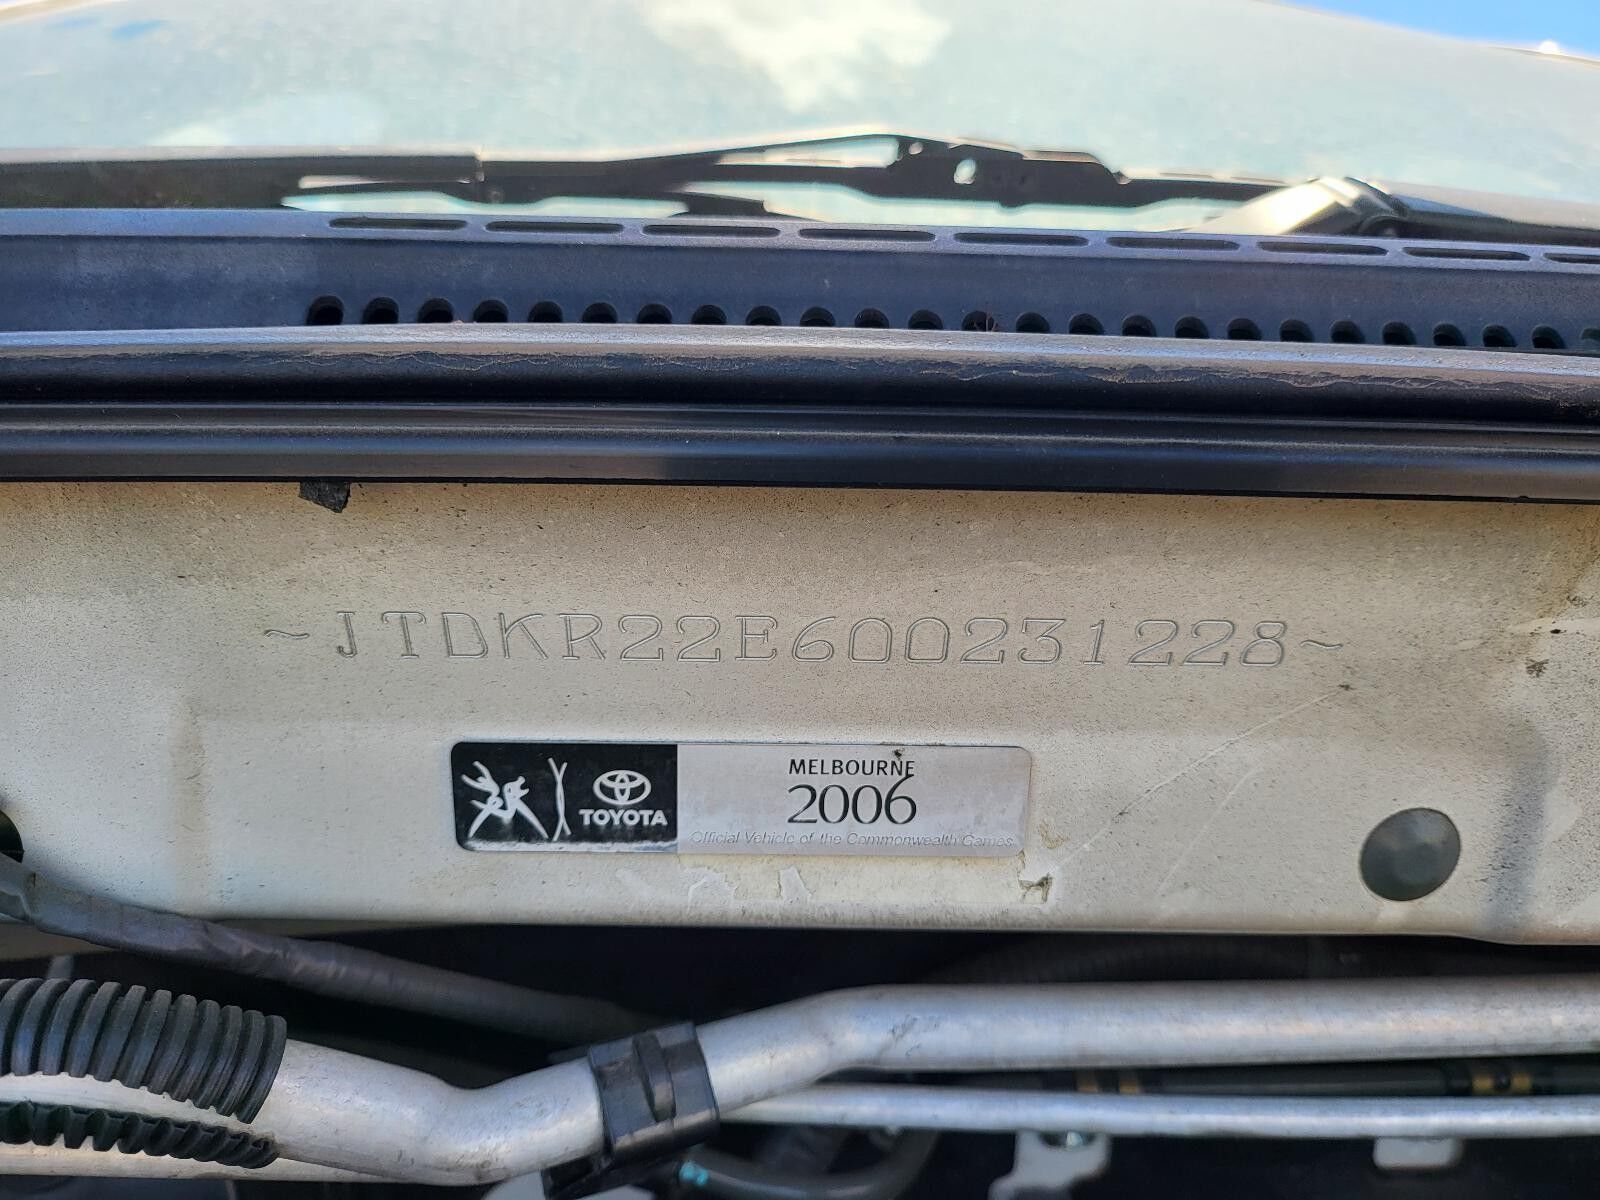 ~JTDKR22E600231228~
TOYOTA
MELBOURNE
2006
Official Vehicle of the Commonwealth Games